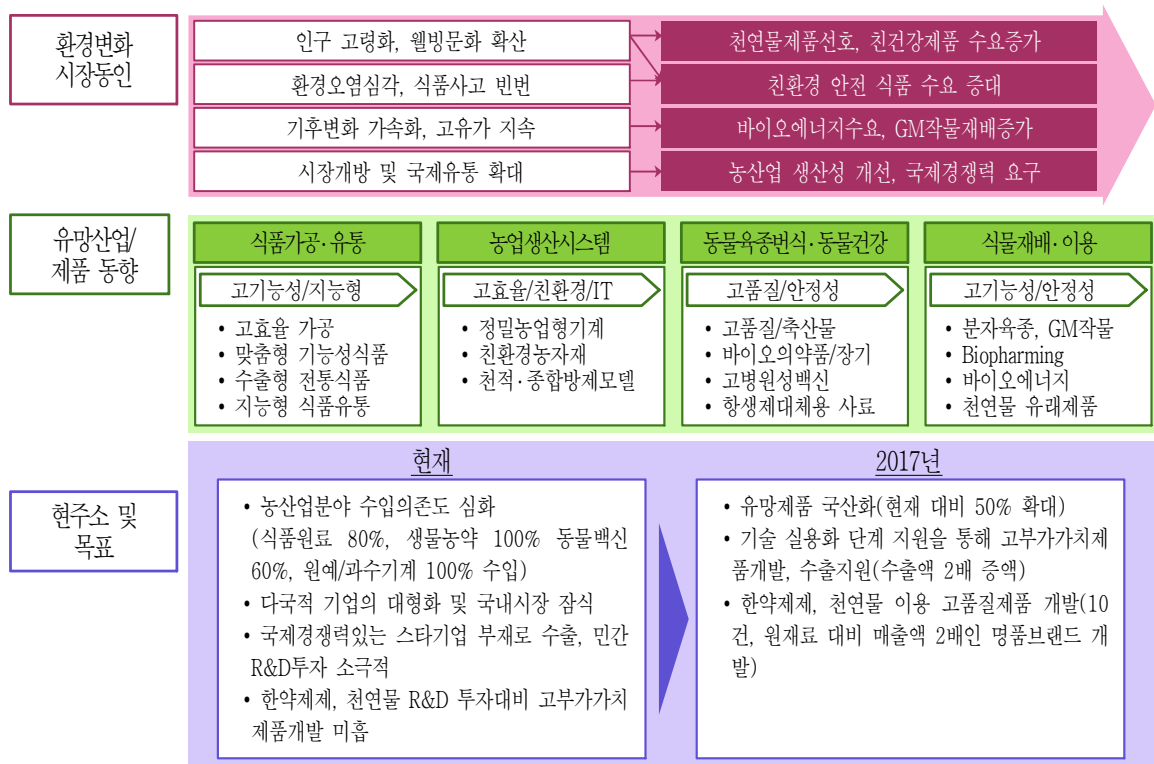 환경변화
시장동인
인구 고령화, 웰빙문화 확산
천연물제품선호, 친건강제품 수요증가
환경오염심각, 식품사고 빈번
친환경 안전 식품 수요 증대
기후변화 가속화, 고유가 지속
바이오에너지수요, GM작물재배증가
시장개방 및 국제유통 확대
농산업 생산성 개선, 국제경쟁력 요구
유망산업/
제품 동향
식품가공·유통
고기능성/지능형
• 고효율 가공
• 맞춤형 기능성식품
• 수출형 전통식품
• 지능형 식품유통
농업생산시스템
고효율/친환경/IT
• 정밀농업형기계
• 친환경농자재
• 천적·종합방제모델
동물육종번식·동물건강
고품질/안정성
• 고품질/축산물
• 바이오의약품/장기
• 고병원성백신
• 항생제대체용 사료
식물재배·이용
고기능성/안정성
• 분자육종, GM작물
• Biopharming
• 바이오에너지
• 천연물 유래제품
현주소 및
목표
현재
• 농산업분야 수입의존도 심화
(식품원료 80%, 생물농약 100% 동물백신
60%, 원예/과수기계 100% 수입)
• 다국적 기업의 대형화 및 국내시장 잠식
• 국제경쟁력있는 스타기업 부재로 수출, 민간
R&D투자 소극적
• 한약제제, 천연물 R&D 투자대비 고부가가치
제품개발 미흡
2017년
• 유망제품 국산화(현재 대비 50% 확대)
• 기술 실용화 단계 지원을 통해 고부가가치제
품개발, 수출지원(수출액 2배 증액)
• 한약제제, 천연물 이용 고품질제품 개발(10
건, 원재료 대비 매출액 2배인 명품브랜드 개
발)